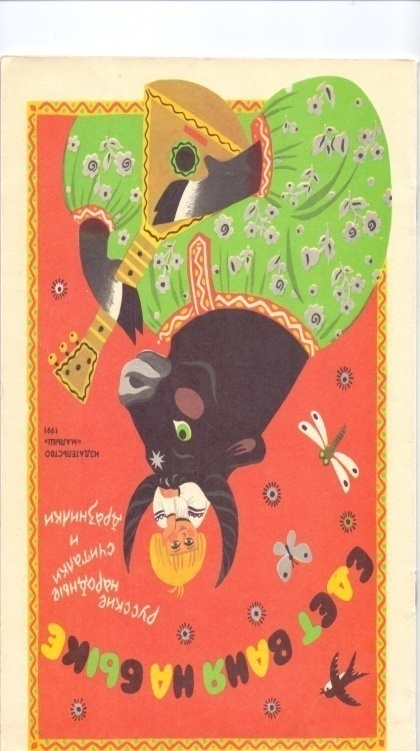 ЕДЕТ ВАНЯ НА БЫКЕ
русские
народные
считалки
и
дразнилки
ИЗДАТЕЛЬСТВО
«МАЛЫШ»
1991